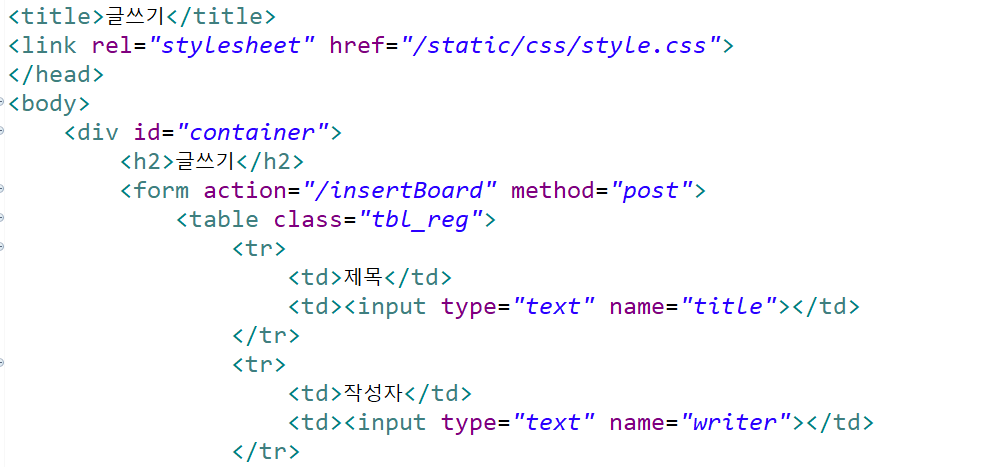 <title>글쓰기</title>
<link rel="stylesheet" href="/static/css/style.css">
</head>
<body>
<div id="container">
<h2>글쓰기</h2>
<form action="/insertBoard" method="post">
<table class="tbl_reg">
<tr>
<td>제목</td>
<td><input type="text" name="title"></td>
</tr>
<tr>
<td>작성자</td>
<td><input type="text" name="writer"></td>
</tr>